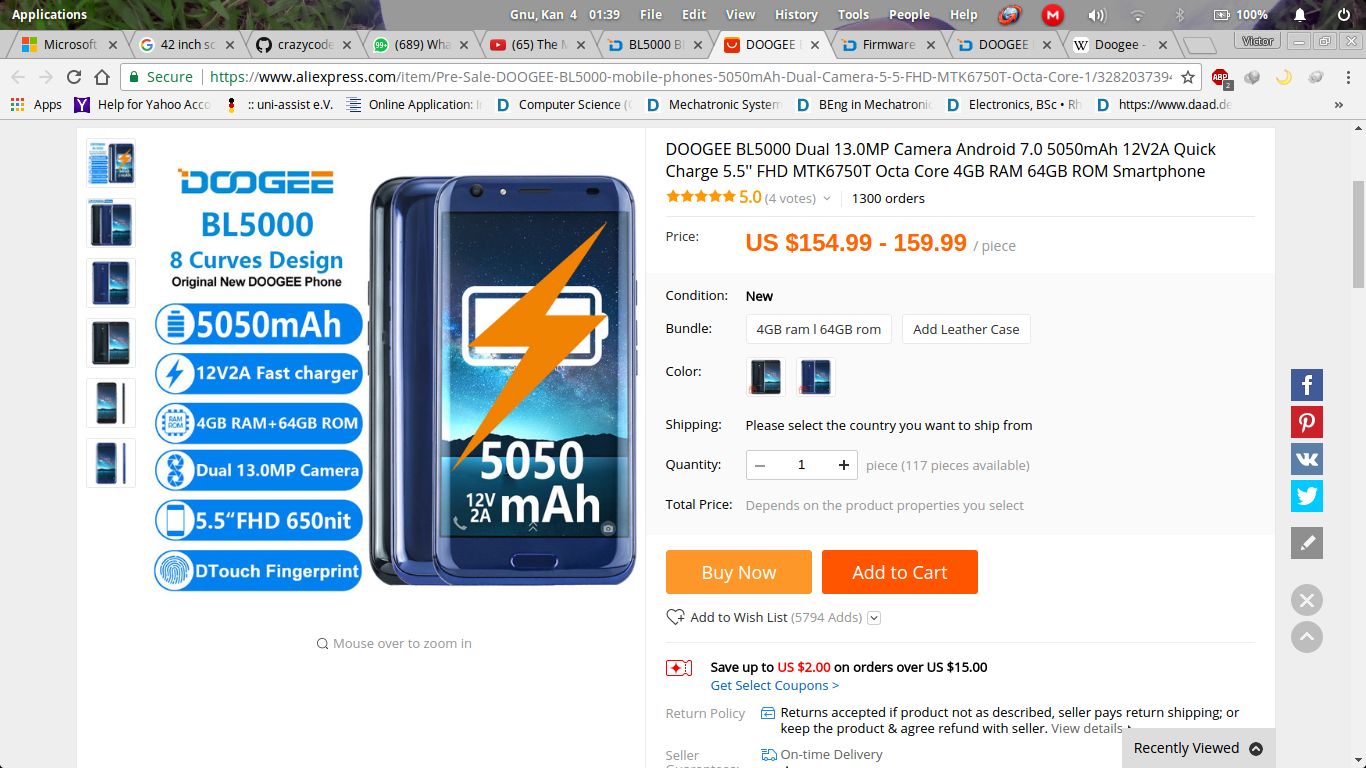 Applications
Gnu, Kan 4 01:39 File Edit View History Tools People Help
100%
Microsoft
42 inch sc
crazycode
99+
(689) Wha
(65) The M
BL5000 Bl
DOOGEE
Firmware
DOOGEE
Doogee -
Victor
Secure
https://www.aliexpress.com/item/Pre-Sale-DOOGEE-BL5000-mobile-phones-5050mAh-Dual-Camera-5-5-FHD-MTK6750T-Octa-Core-1/3282037394
ABP
2
Apps
Help for Yahoo Acco
:: uni-assist e.V.
Online Application: I
Computer Science (
Mechatronic System
BEng in Mechatronic
Electronics, BSc • Rh
https://www.daad.de
»
DOOGEE
BL5000
8 Curves Design
Original New DOOGEE Phone
5050mAh
12V2A Fast charger
RAM
ROM
4GB RAM+64GB ROM
Dual 13.0MP Camera
5.5“FHD 650nit
DTouch Fingerprint
5050
12V
2A
mAh
Mouse over to zoom in
DOOGEE BL5000 Dual 13.0MP Camera Android 7.0 5050mAh 12V2A Quick
Charge 5.5'' FHD MTK6750T Octa Core 4GB RAM 64GB ROM Smartphone
5.0 (4 votes) 1300 orders
Price: US $154.99 - 159.99 / piece
Condition: New
Bundle: 4GB ram l 64GB rom Add Leather Case
Color:
Shipping: Please select the country you want to ship from
Quantity: 1 piece (117 pieces available)
Total Price: Depends on the product properties you select
Buy Now Add to Cart
Add to Wish List (5794 Adds)
Save up to US $2.00 on orders over US $15.00
Get Select Coupons >
Return Policy Returns accepted if product not as described, seller pays return shipping; or
keep the product & agree refund with seller. View details
Seller On-time Delivery
Guarantees:
Recently Viewed